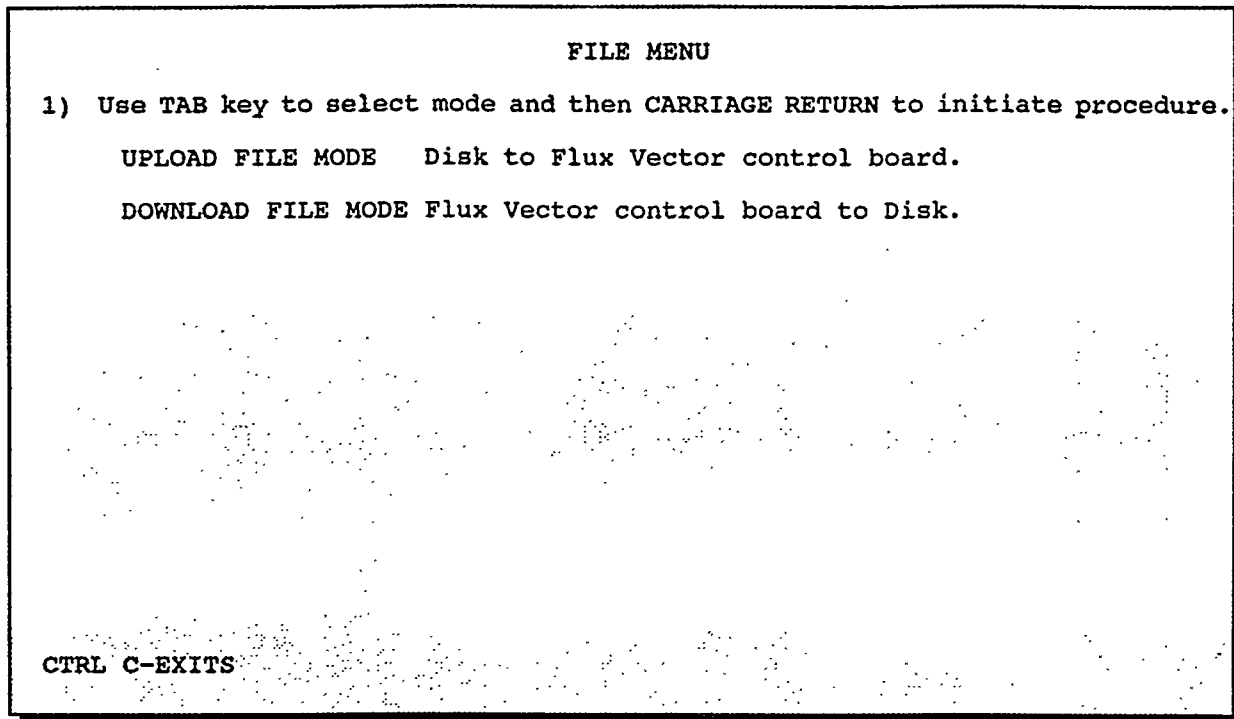 FILE MENU
1) Use TAB key to select mode and then CARRIAGE RETURN to initiate procedure.
UPLOAD FILE MODE Disk to Flux Vector control board.
DOWNLOAD FILE MODE Flux Vector control board to Disk.
CTRL C-EXITS